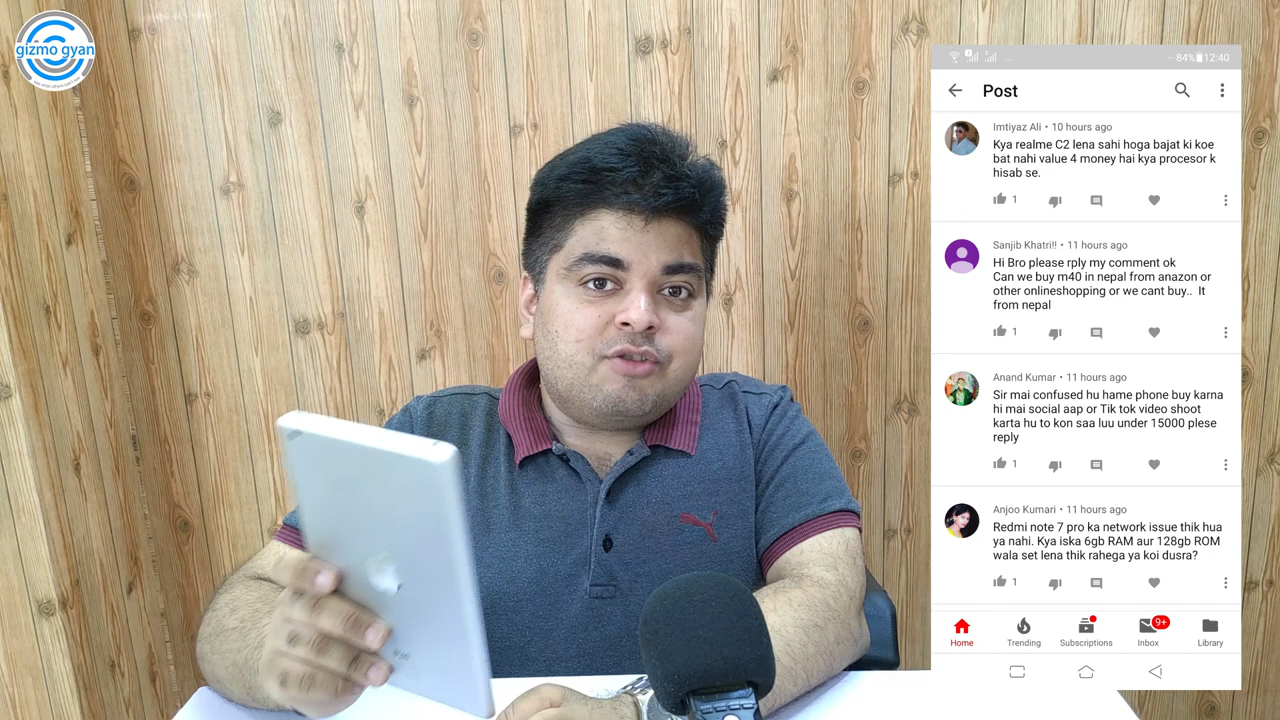 gizmo gyan
84% 12:40
Post
Imtiyaz Ali • 10 hours ago
Kya realme C2 lena sahi hoga bajat ki koe
bat nahi value 4 money hai kya procesor k
hisab se.
1
Sanjib Khatri!! • 11 hours ago
Hi Bro please rply my comment ok
Can we buy m40 in nepal from anazon or
other onlineshopping or we cant buy.. It
from nepal
1
Anand Kumar • 11 hours ago
Sir mai confused hu hame phone buy karna
hi mai social aap or Tik tok video shoot
karta hu to kon saa luu under 15000 plese
reply
1
Anjoo Kumari • 11 hours ago
Redmi note 7 pro ka network issue thik hua
ya nahi. Kya iska 6gb RAM aur 128gb ROM
wala set lena thik rahega ya koi dusra?
1
9+
Home Trending Subscriptions Inbox Library